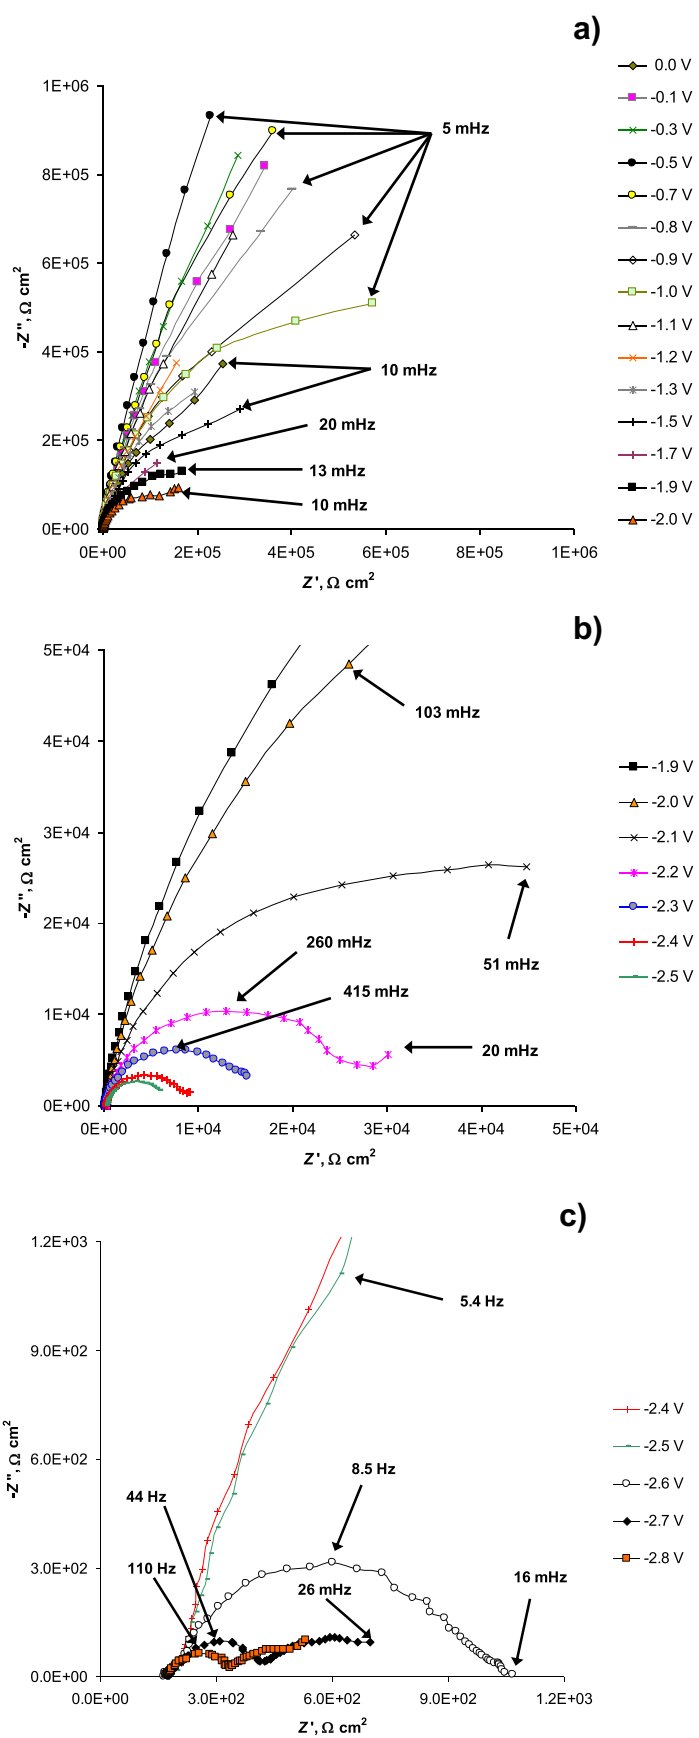 a)
0.0 V
-0.1 V
-0.3 V
-0.5 V
-0.7 V
-0.8 V
-0.9 V
-1.0 V
-1.1 V
-1.2 V
-1.3 V
-1.5 V
-1.7 V
-1.9 V
-2.0 V
1E+06
8E+05
6E+05
4E+05
2E+05
0E+00
-Z", Ω cm²
5 mHz
10 mHz
20 mHz
13 mHz
10 mHz
0E+00 2E+05 4E+05 6E+05 8E+05 1E+06
Z', Ω cm²
b)
5E+04
4E+04
3E+04
2E+04
1E+04
0E+00
-Z", Ω cm²
103 mHz
260 mHz
51 mHz
415 mHz
20 mHz
-1.9 V
-2.0 V
-2.1 V
-2.2 V
-2.3 V
-2.4 V
-2.5 V
0E+00 1E+04 2E+04 3E+04 4E+04 5E+04
Z', Ω cm²
c)
1.2E+03
9.0E+02
6.0E+02
3.0E+02
0.0E+00
-Z", Ω cm²
5.4 Hz
8.5 Hz
44 Hz
110 Hz
26 mHz
16 mHz
-2.4 V
-2.5 V
-2.6 V
-2.7 V
-2.8 V
0.0E+00 3.0E+02 6.0E+02 9.0E+02 1.2E+03
Z', Ω cm²